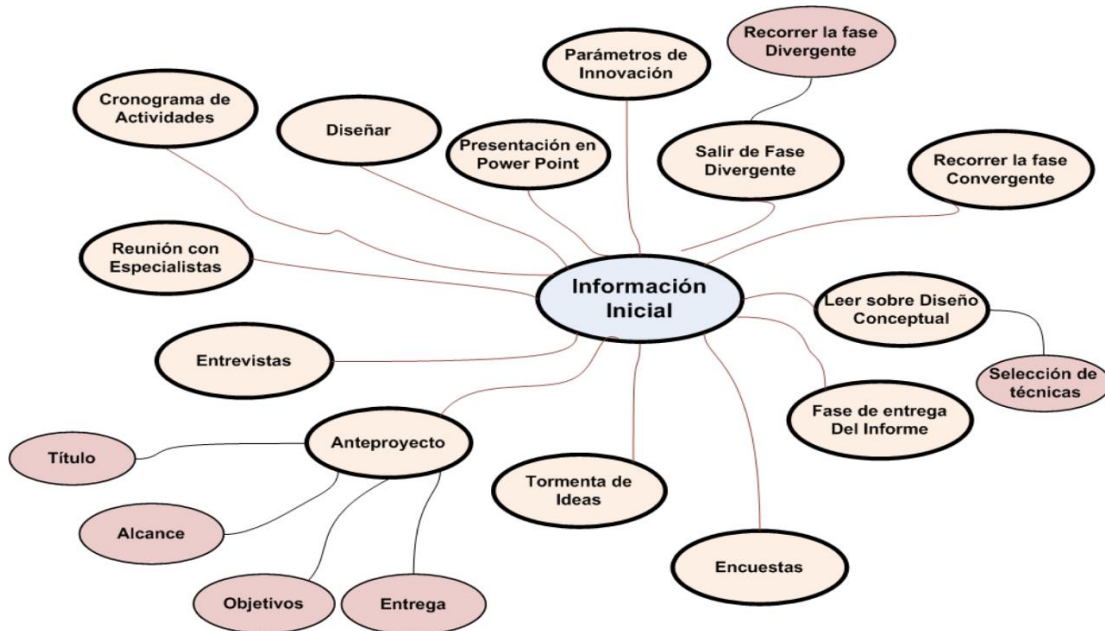 Recorrer la fase
Divergente
Parámetros de
Innovación
Cronograma de
Actividades
Diseñar
Presentación en
Power Point
Salir de Fase
Divergente
Recorrer la fase
Convergente
Reunión con
Especialistas
Información
Inicial
Leer sobre Diseño
Conceptual
Entrevistas
Selección de
técnicas
Fase de entrega
Del Informe
Anteproyecto
Título
Tormenta de
Ideas
Alcance
Encuestas
Objetivos
Entrega